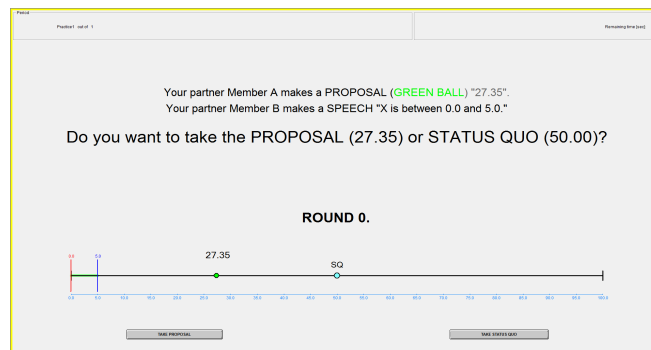 Period
Practice1 out of 1
Remaining time [sec]:
Your partner Member A makes a PROPOSAL (GREEN BALL) "27.35".
Your partner Member B makes a SPEECH "X is between 0.0 and 5.0."
Do you want to take the PROPOSAL (27.35) or STATUS QUO (50.00)?
ROUND 0.
0.0 5.0 27.35 SQ
0.0 5.0 10.0 15.0 20.0 25.0 30.0 35.0 40.0 45.0 50.0 55.0 60.0 65.0 70.0 75.0 80.0 85.0 90.0 95.0 100.0
TAKE PROPOSAL TAKE STATUS QUO